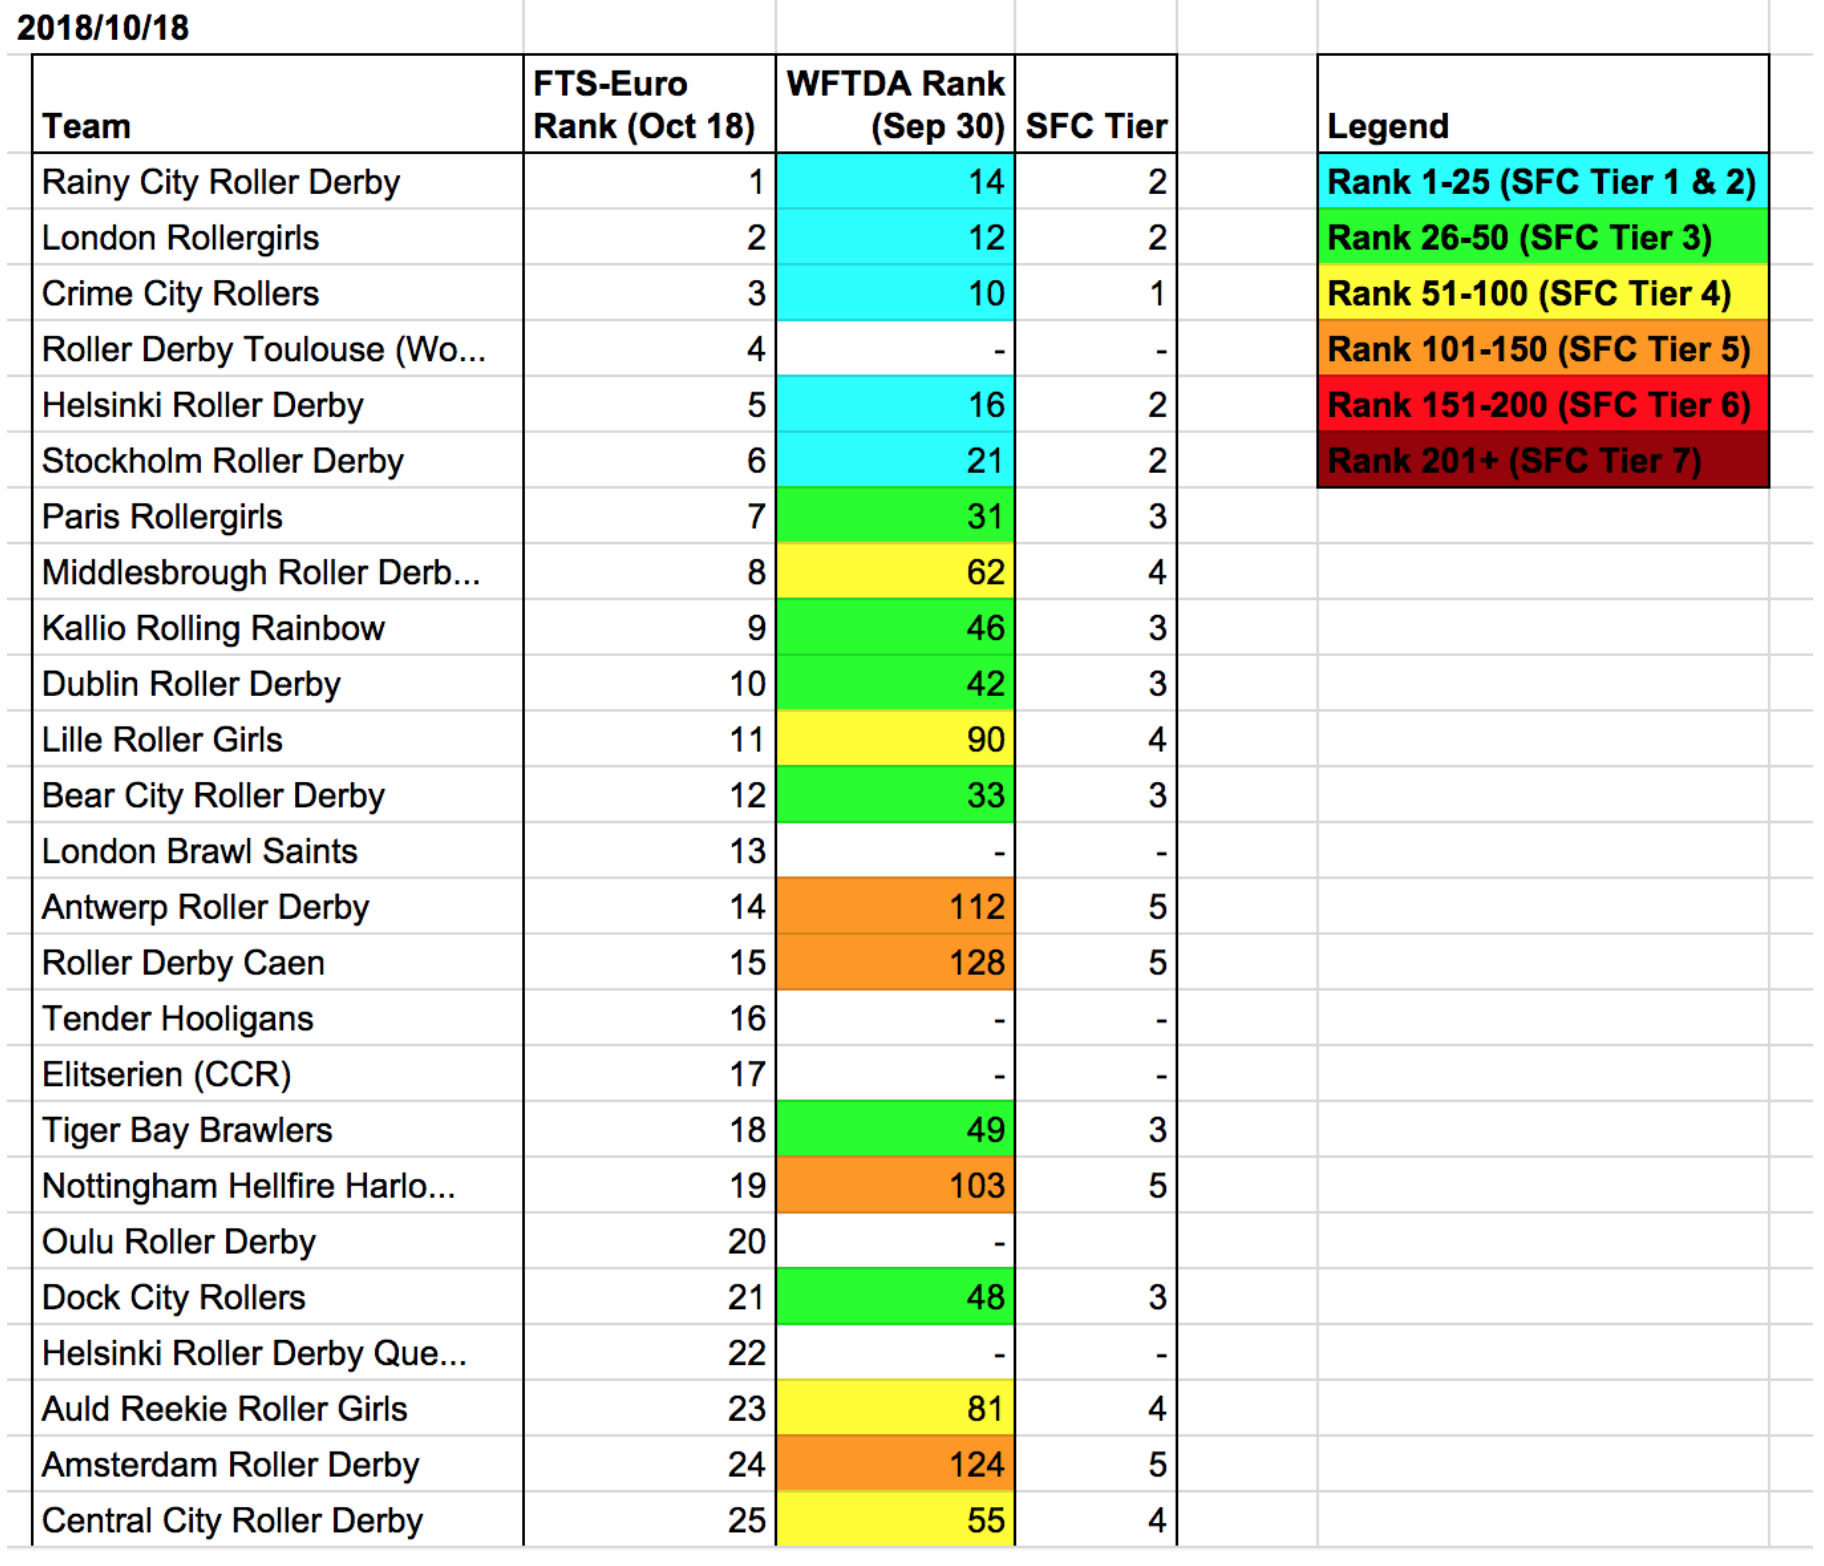 2018/10/18
Team FTS-Euro Rank (Oct 18) WFTDA Rank (Sep 30) SFC Tier Legend
Rainy City Roller Derby 1 14 2 Rank 1-25 (SFC Tier 1 & 2)
London Rollergirls 2 12 2 Rank 26-50 (SFC Tier 3)
Crime City Rollers 3 10 1 Rank 51-100 (SFC Tier 4)
Roller Derby Toulouse (Wo... 4 - - Rank 101-150 (SFC Tier 5)
Helsinki Roller Derby 5 16 2 Rank 151-200 (SFC Tier 6)
Stockholm Roller Derby 6 21 2 Rank 201+ (SFC Tier 7)
Paris Rollergirls 7 31 3
Middlesbrough Roller Derb... 8 62 4
Kallio Rolling Rainbow 9 46 3
Dublin Roller Derby 10 42 3
Lille Roller Girls 11 90 4
Bear City Roller Derby 12 33 3
London Brawl Saints 13 - -
Antwerp Roller Derby 14 112 5
Roller Derby Caen 15 128 5
Tender Hooligans 16 - -
Elitserien (CCR) 17 - -
Tiger Bay Brawlers 18 49 3
Nottingham Hellfire Harlo... 19 103 5
Oulu Roller Derby 20 -
Dock City Rollers 21 48 3
Helsinki Roller Derby Que... 22 - -
Auld Reekie Roller Girls 23 81 4
Amsterdam Roller Derby 24 124 5
Central City Roller Derby 25 55 4